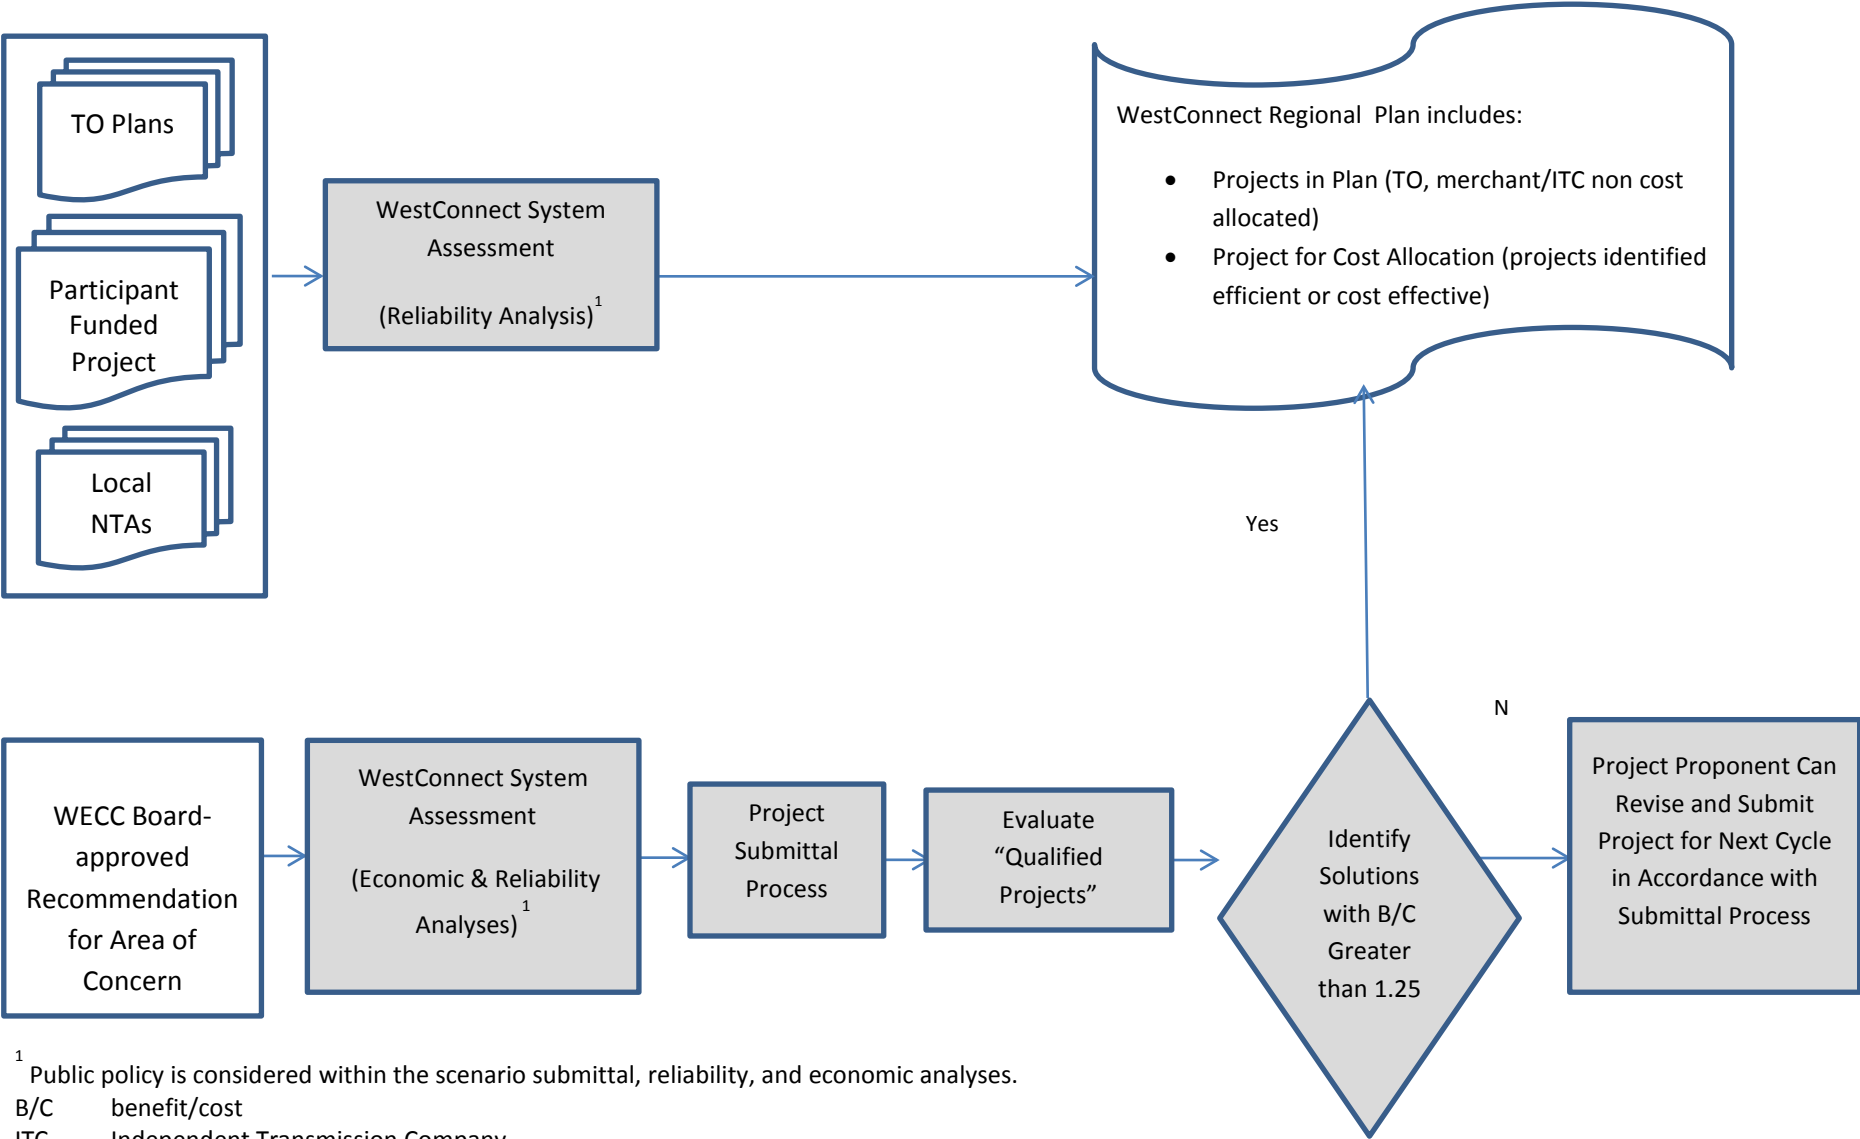 TO Plans
Participant
Funded
Project
Local
NTAs
WestConnect System
Assessment
(Reliability Analysis)1
WestConnect Regional Plan includes:
• Projects in Plan (TO, merchant/ITC non cost
allocated)
• Project for Cost Allocation (projects identified
efficient or cost effective)
Yes
N
WECC Board-
approved
Recommendation
for Area of
Concern
WestConnect System
Assessment
(Economic & Reliability
Analyses)1
Project
Submittal
Process
Evaluate
“Qualified
Projects”
Identify
Solutions
with B/C
Greater
than 1.25
Project Proponent Can
Revise and Submit
Project for Next Cycle
in Accordance with
Submittal Process
1 Public policy is considered within the scenario submittal, reliability, and economic analyses.
B/C benefit/cost
ITC Independent Transmission Company